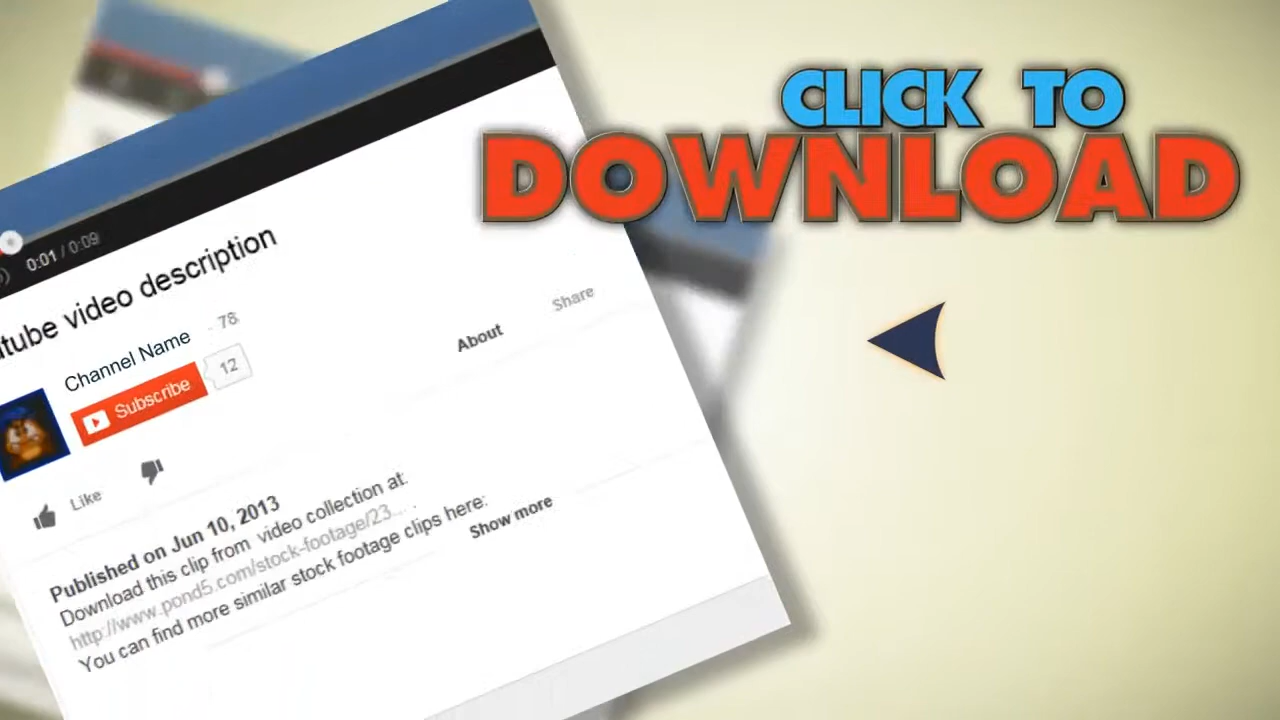 CLICK TO
DOWNLOAD
0:01 / 0:09
tube video description
Channel Name
78
Subscribe
12
About
Share
Like
Published on Jun 10, 2013
Download this clip from video collection at:
http://www.pond5.com/stock-footage/23...
You can find more similar stock footage clips here:
Show more